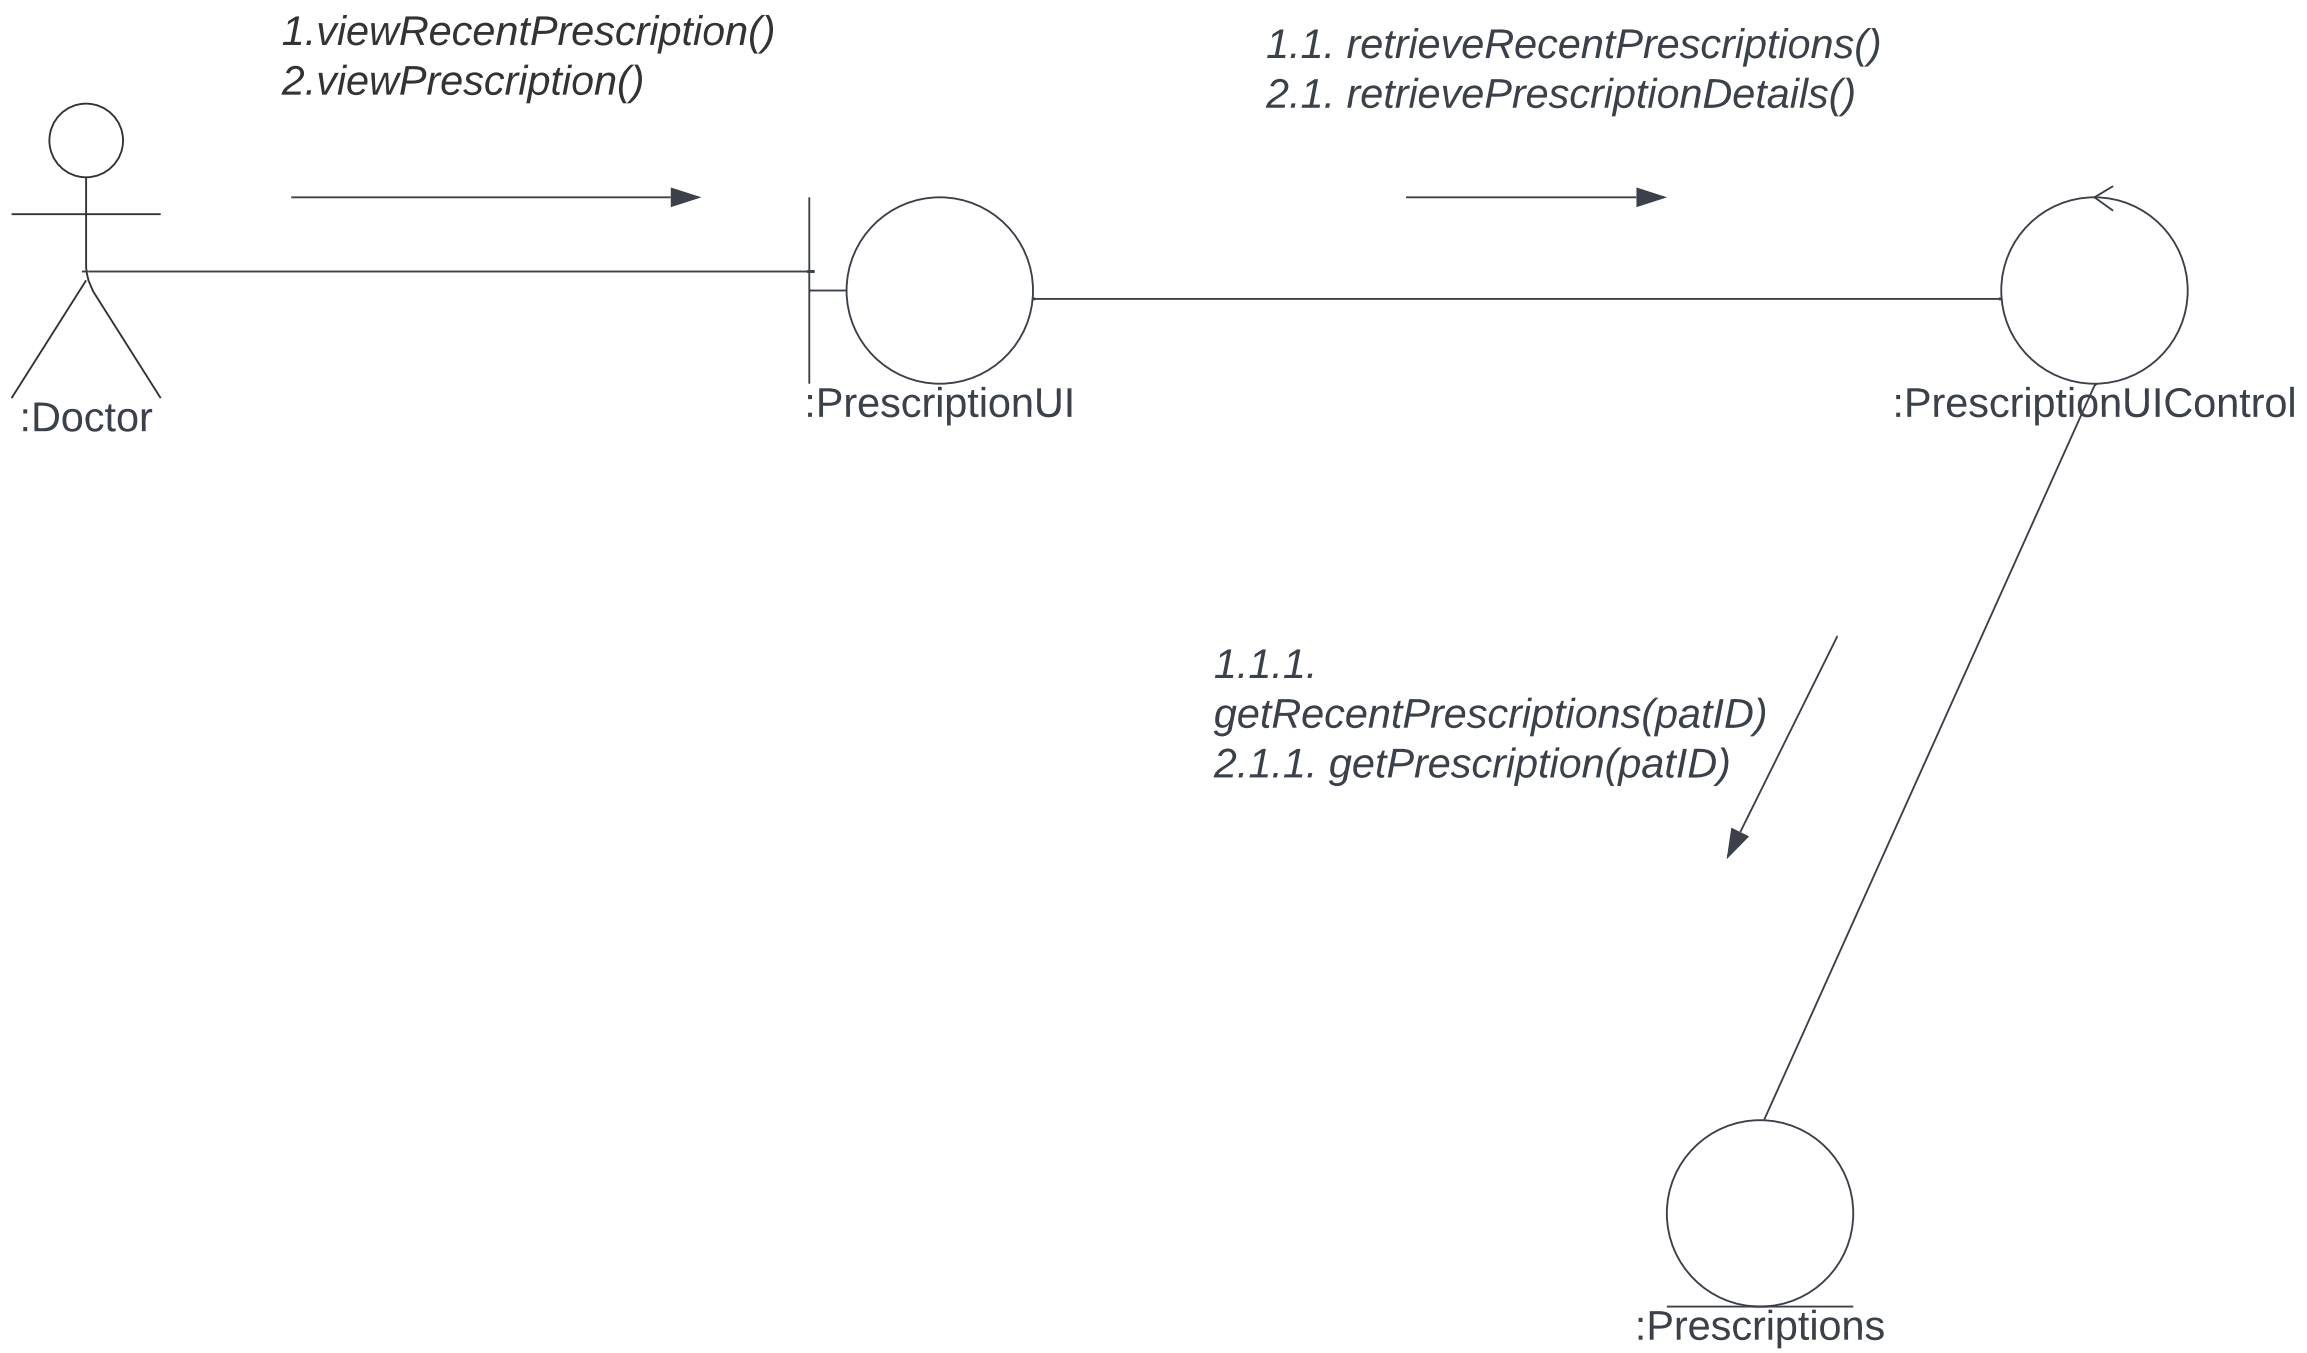 1.viewRecentPrescription()
2.viewPrescription()
1.1. retrieveRecentPrescriptions()
2.1. retrievePrescriptionDetails()
:Doctor
:PrescriptionUI
:PrescriptionUIControl
1.1.1.
getRecentPrescriptions(patID)
2.1.1. getPrescription(patID)
:Prescriptions